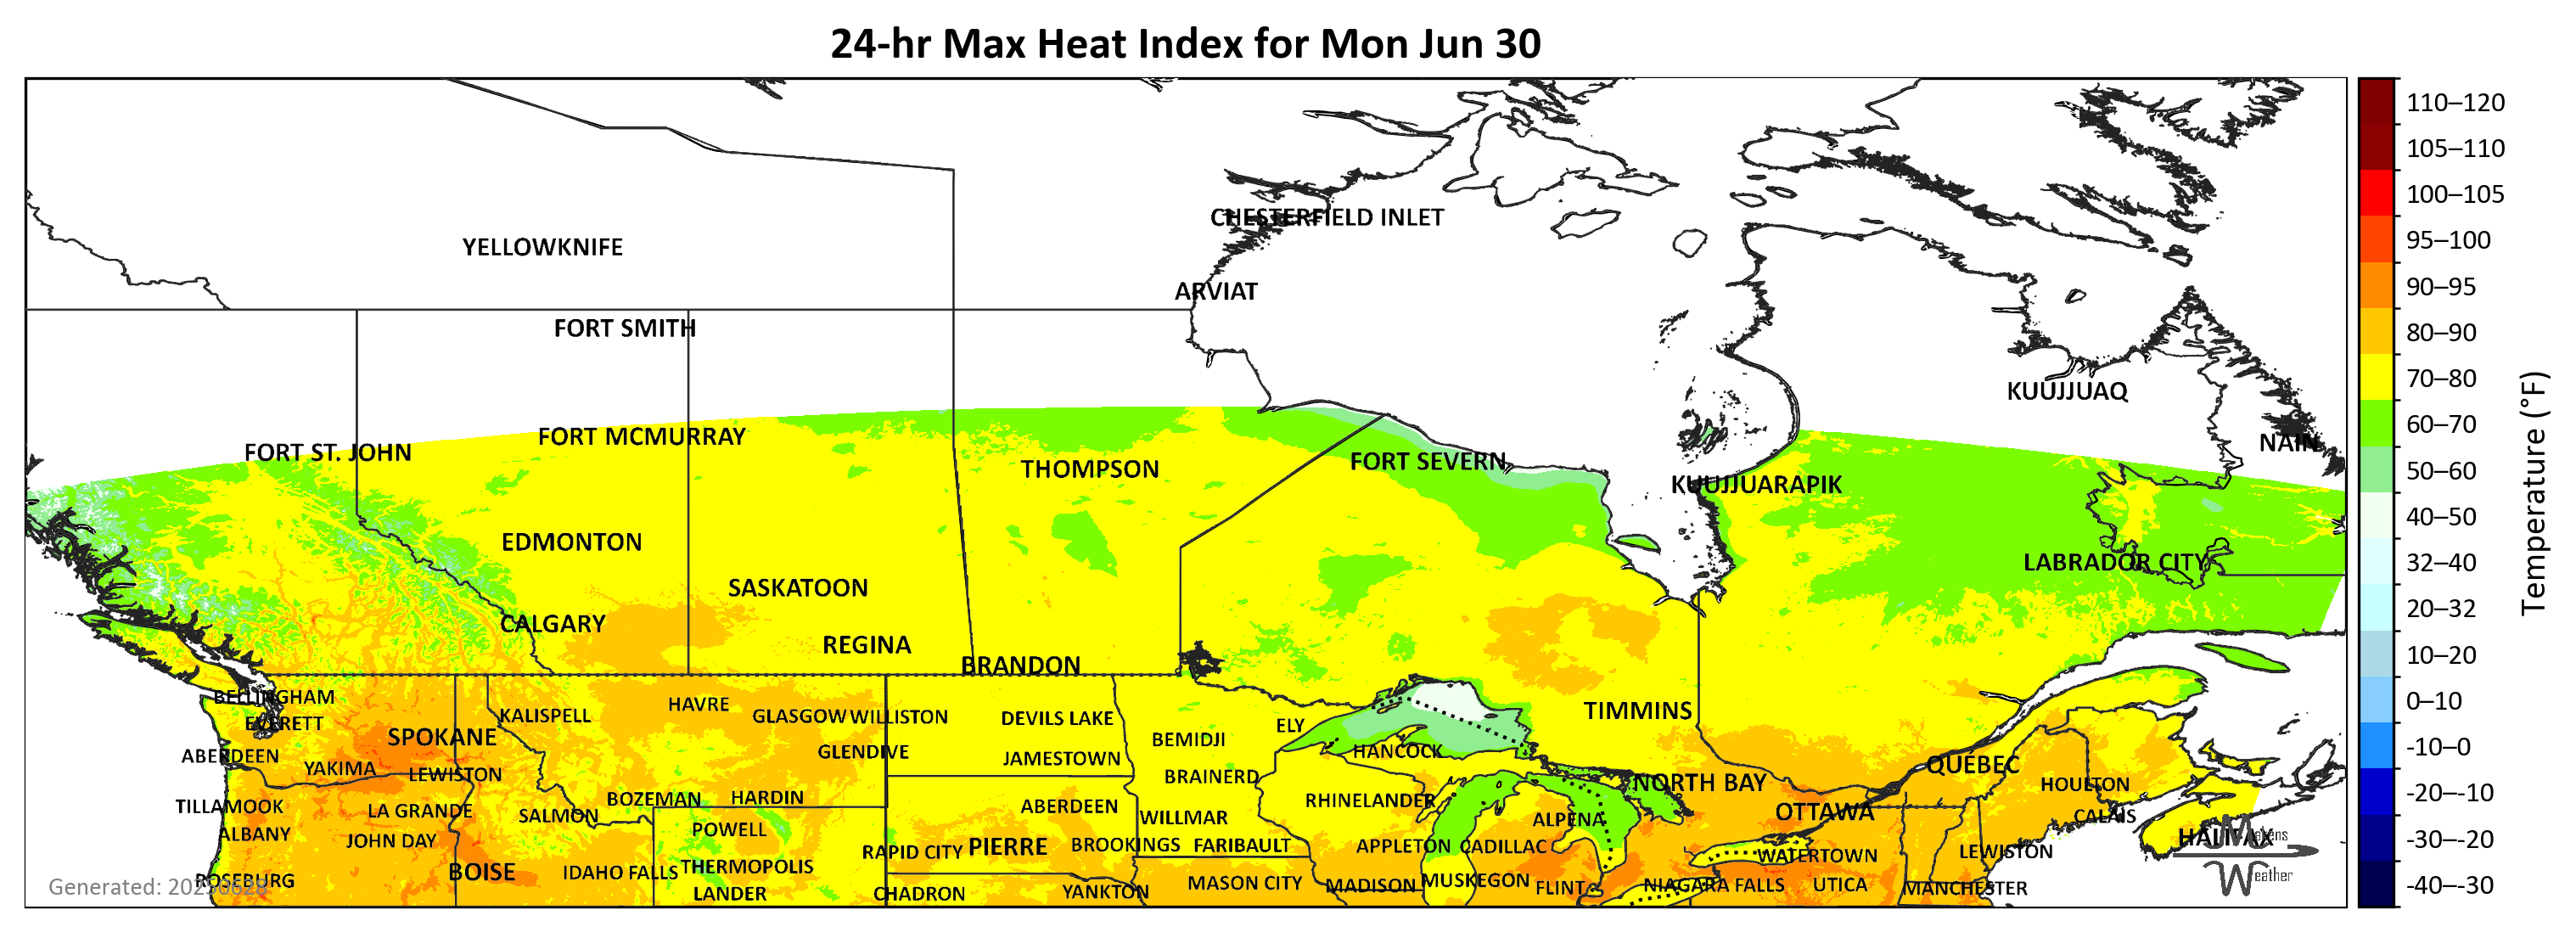 24-hr Max Heat Index for Mon Jun 30
CHESTERFIELD INLET
YELLOWKNIFE
ARVIAT
FORT SMITH
KUUJJUAQ
FORT MCMURRAY
NAIN
FORT ST. JOHN
FORT SEVERN
THOMPSON
KUUJJUARAPIK
EDMONTON
LABRADOR CITY
SASKATOON
CALGARY
REGINA
BRANDON
BELLINGHAM
HAVRE
TIMMINS
KALISPELL
GLASGOW WILLISTON
DEVILS LAKE
EVERETT
ELY
SPOKANE
BEMIDJI
HANCOCK
GLENDIVE
ABERDEEN
JAMESTOWN
QUÉBEC
YAKIMA
LEWISTON
BRAINERD
NORTH BAY
HOULTON
BOZEMAN
HARDIN
RHINELANDER
TILLAMOOK
ABERDEEN
LA GRANDE
OTTAWA
SALMON
WILLMAR
CALAIS
ALPENA
ALBANY
POWELL
HALIFAX
Makens
Weather
JOHN DAY
BROOKINGS
FARIBAULT
APPLETON
CADILLAC
PIERRE
RAPID CITY
LEWISTON
WATERTOWN
THERMOPOLIS
BOISE
IDAHO FALLS
ROSEBURG
MUSKEGON
MASON CITY
MADISON
NIAGARA FALLS
UTICA
FLINT
MANCHESTER
YANKTON
LANDER
CHADRON
Generated: 20250628
110–120
105–110
100–105
95–100
90–95
80–90
70–80
60–70
50–60
40–50
32–40
20–32
10–20
0–10
-10–0
-20–-10
-30–-20
-40–-30
Temperature (°F)